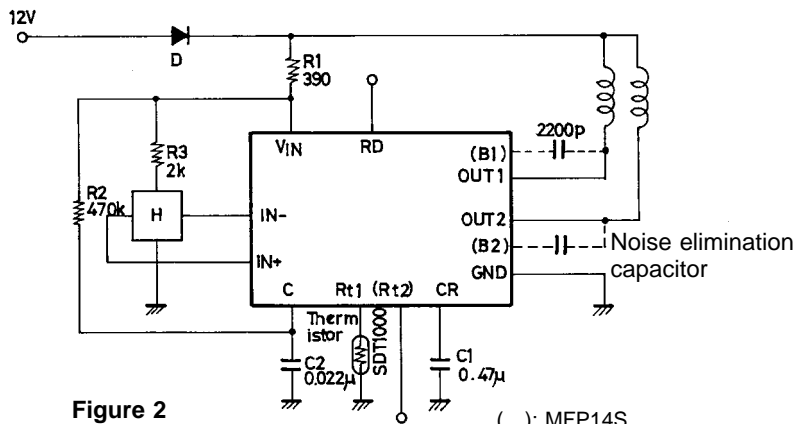 12V
D
R1
390
2200p
VIN
RD
(B1)
OUT1
R3
2k
R2
470k
H
IN-
OUT2
(B2)
Noise elimination
capacitor
IN+
GND
C
Rt1
(Rt2)
CR
Therm
istor
SDT1000
C2
0.022μ
C1
0.47μ
Figure 2
( ): MFP14S